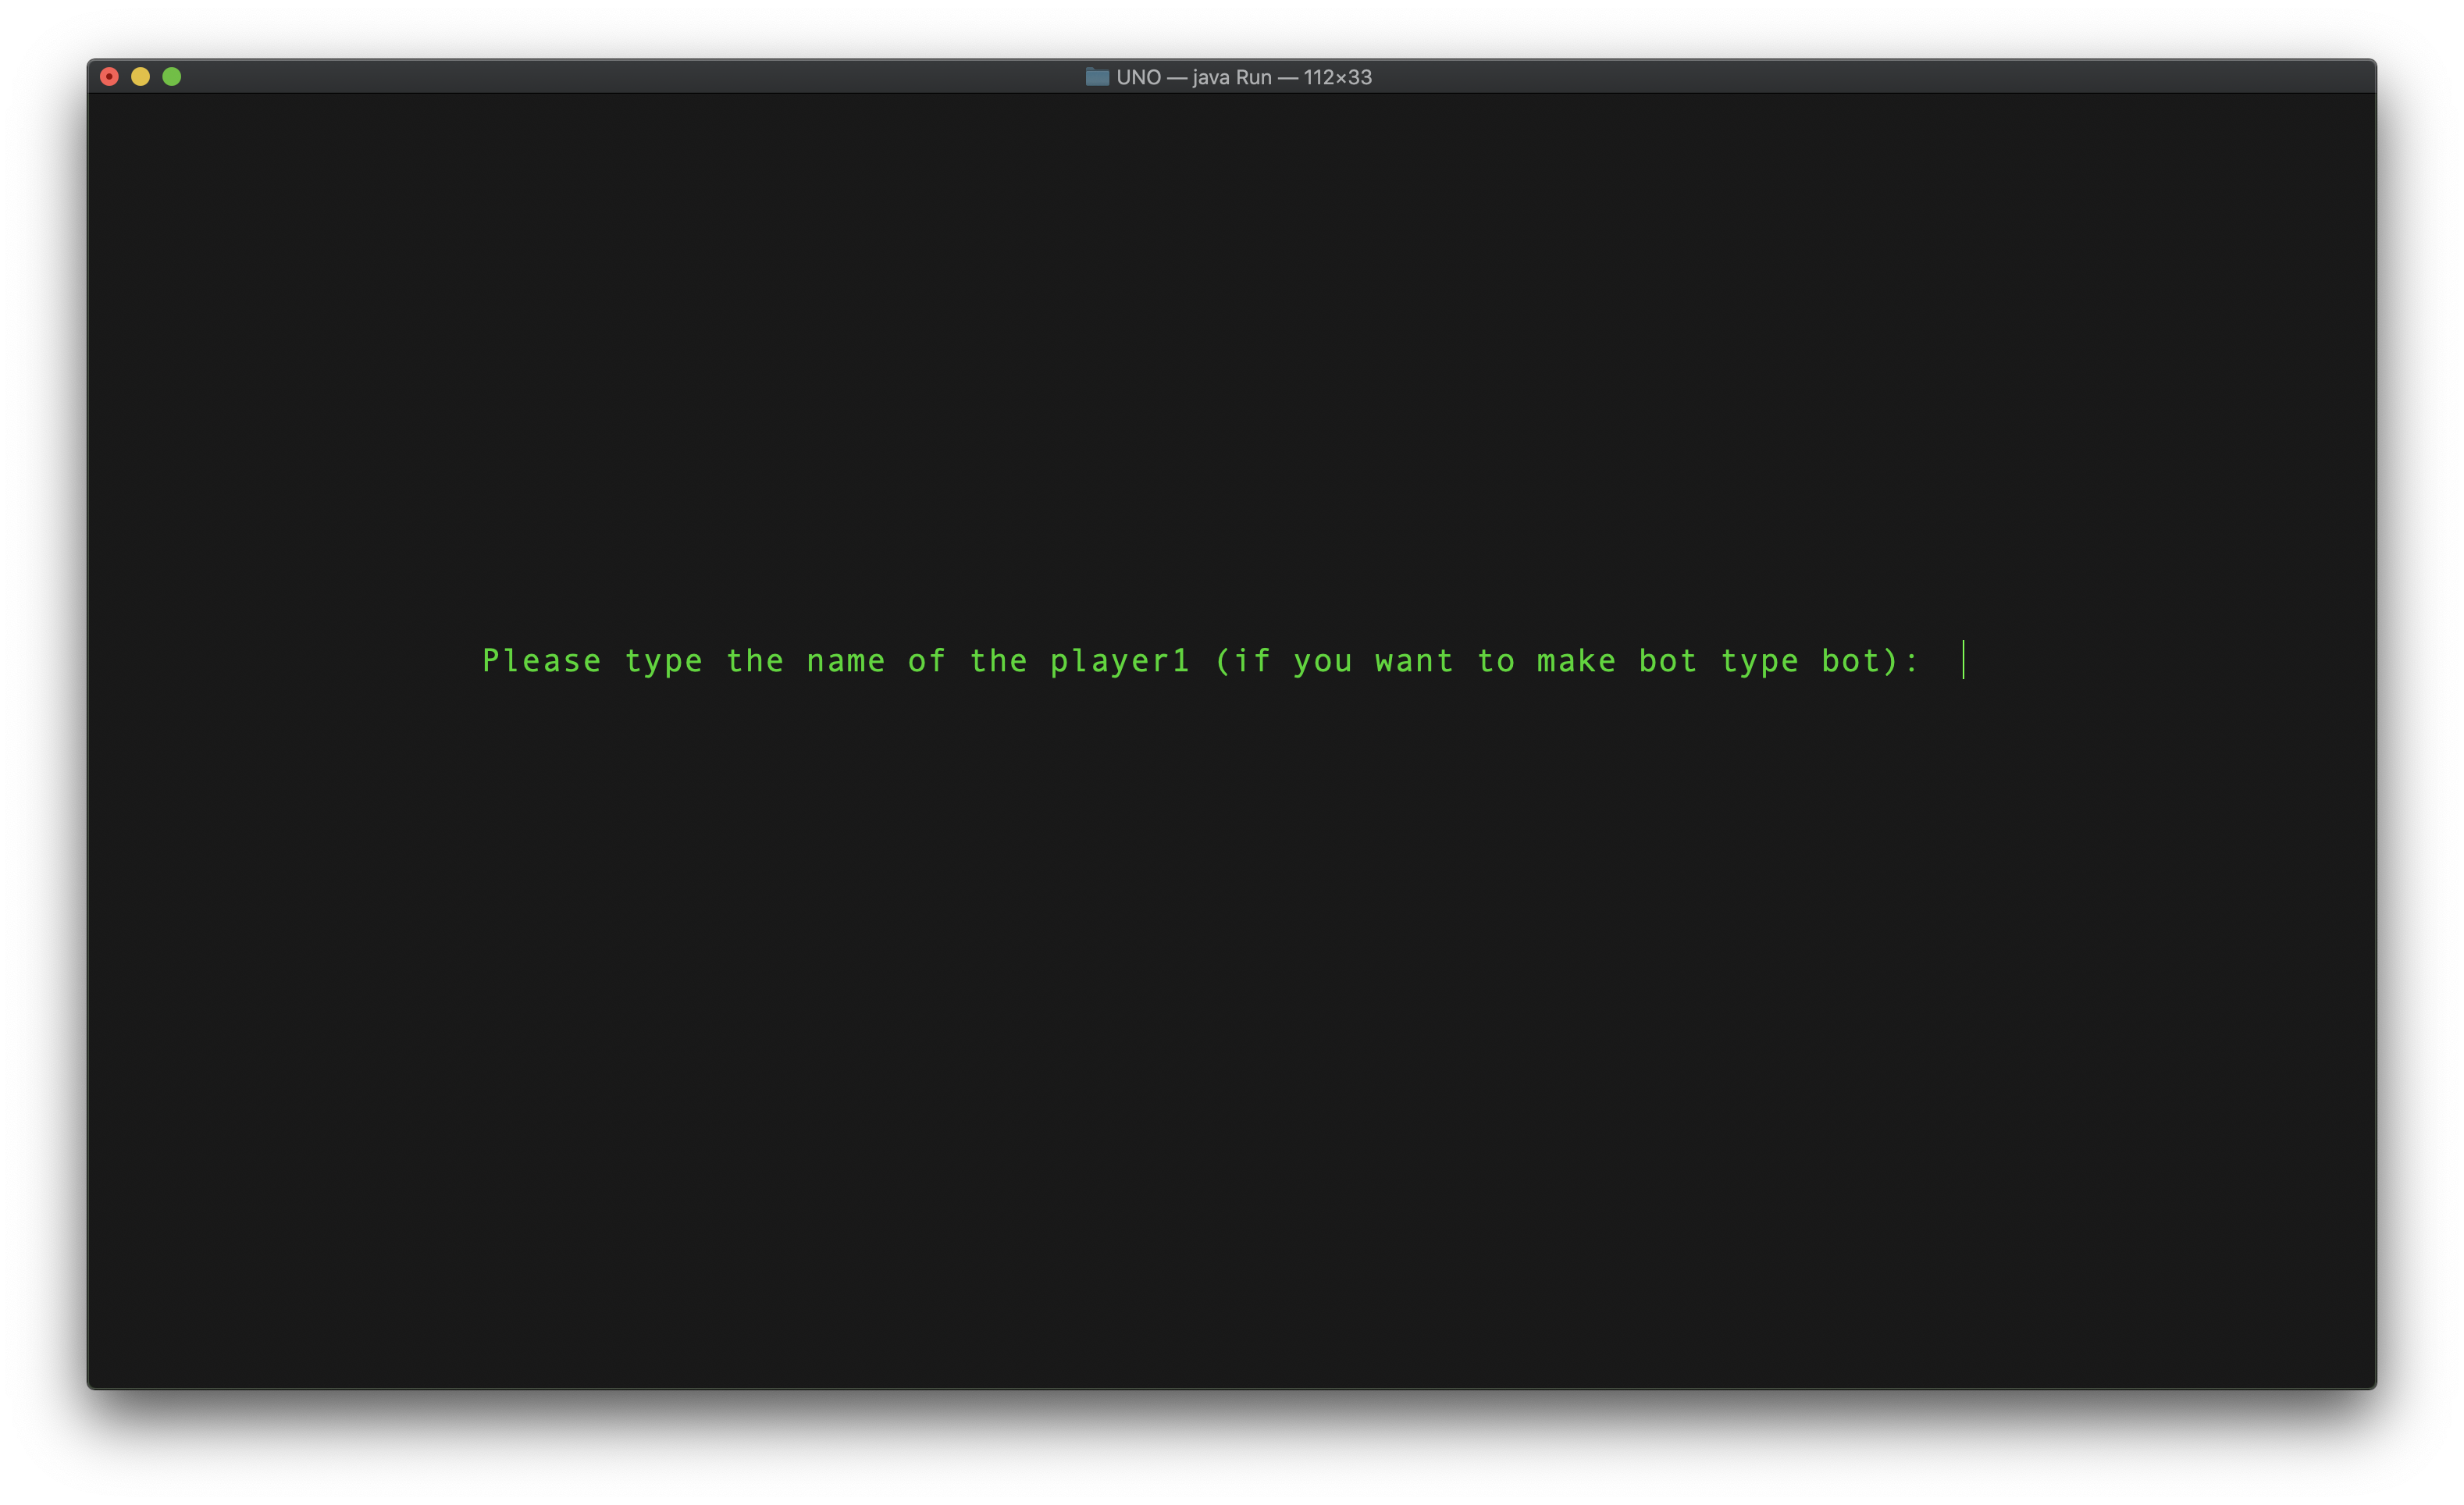 UNO — java Run — 112×33
Please type the name of the player1 (if you want to make bot type bot):